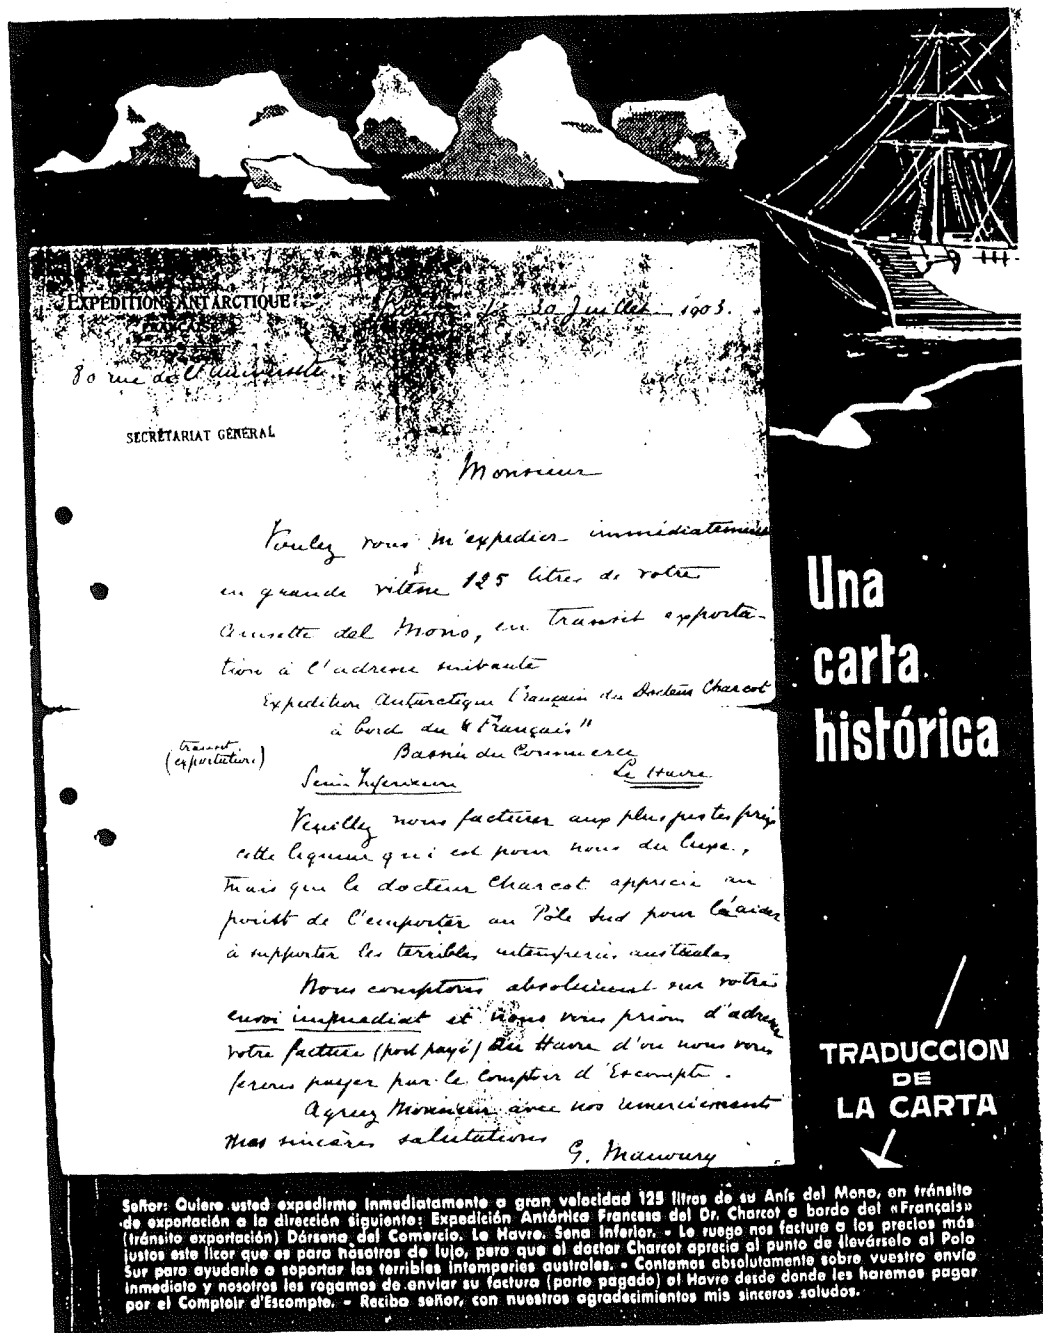 EXPÉDITION ANTARCTIQUE
FRANÇAISE
Paris le 30 Juillet 1903.
80 rue de l'Université
SECRÉTARIAT GÉNÉRAL
Monsieur
Voulez vous m'expedier immédiatement
en grande vitesse 125 litres de votre
Anisette del Mono, en transit exporta-
tion à l'adresse suivante
Expedition Antarctique Française du Docteur Charcot
à bord du "Français"
(transit exportation)
Bassin du Commerce
Seine Inferieure
Le Havre
Veuillez nous facturer aux plus justes prix
cette liqueur qui est pour nous du luxe,
mais que le docteur Charcot apprecie au
point de l'emporter au Pôle Sud pour l'aider
à supporter les terribles intemperies australes
Nous comptons absolument sur votre
envoi immediat et nous vous prions d'adresser
votre facture (port payé) au Havre d'ou nous vous
ferons payer par le Comptoir d'Escompte.
Agreez Monsieur avec nos remerciements
mes sincères salutations
Una
carta
histórica
TRADUCCION
DE
LA CARTA
Señor: Quiere usted expedirme inmediatamente a gran velocidad 125 litros de su Anís del Mono, en tránsito
de exportación a la dirección siguiente: Expedición Antártica Francesa del Dr. Charcot a bordo del «Français»
(tránsito exportación) Dársena del Comercio. Le Havre. Sena Inferior. - Le ruego nos facture a los precios más
justos este licor que es para nosotros de lujo, pero que el doctor Charcot aprecia al punto de llevárselo al Polo
Sur para ayudarle a soportar las terribles intemperies australes. - Contamos absolutamente sobre vuestro envío
inmediato y nosotros les rogamos de enviar su factura (porte pagado) al Havre desde donde les haremos pagar
por el Comptoir d'Escompte. - Reciba señor, con nuestros agradecimientos mis sinceros saludos.